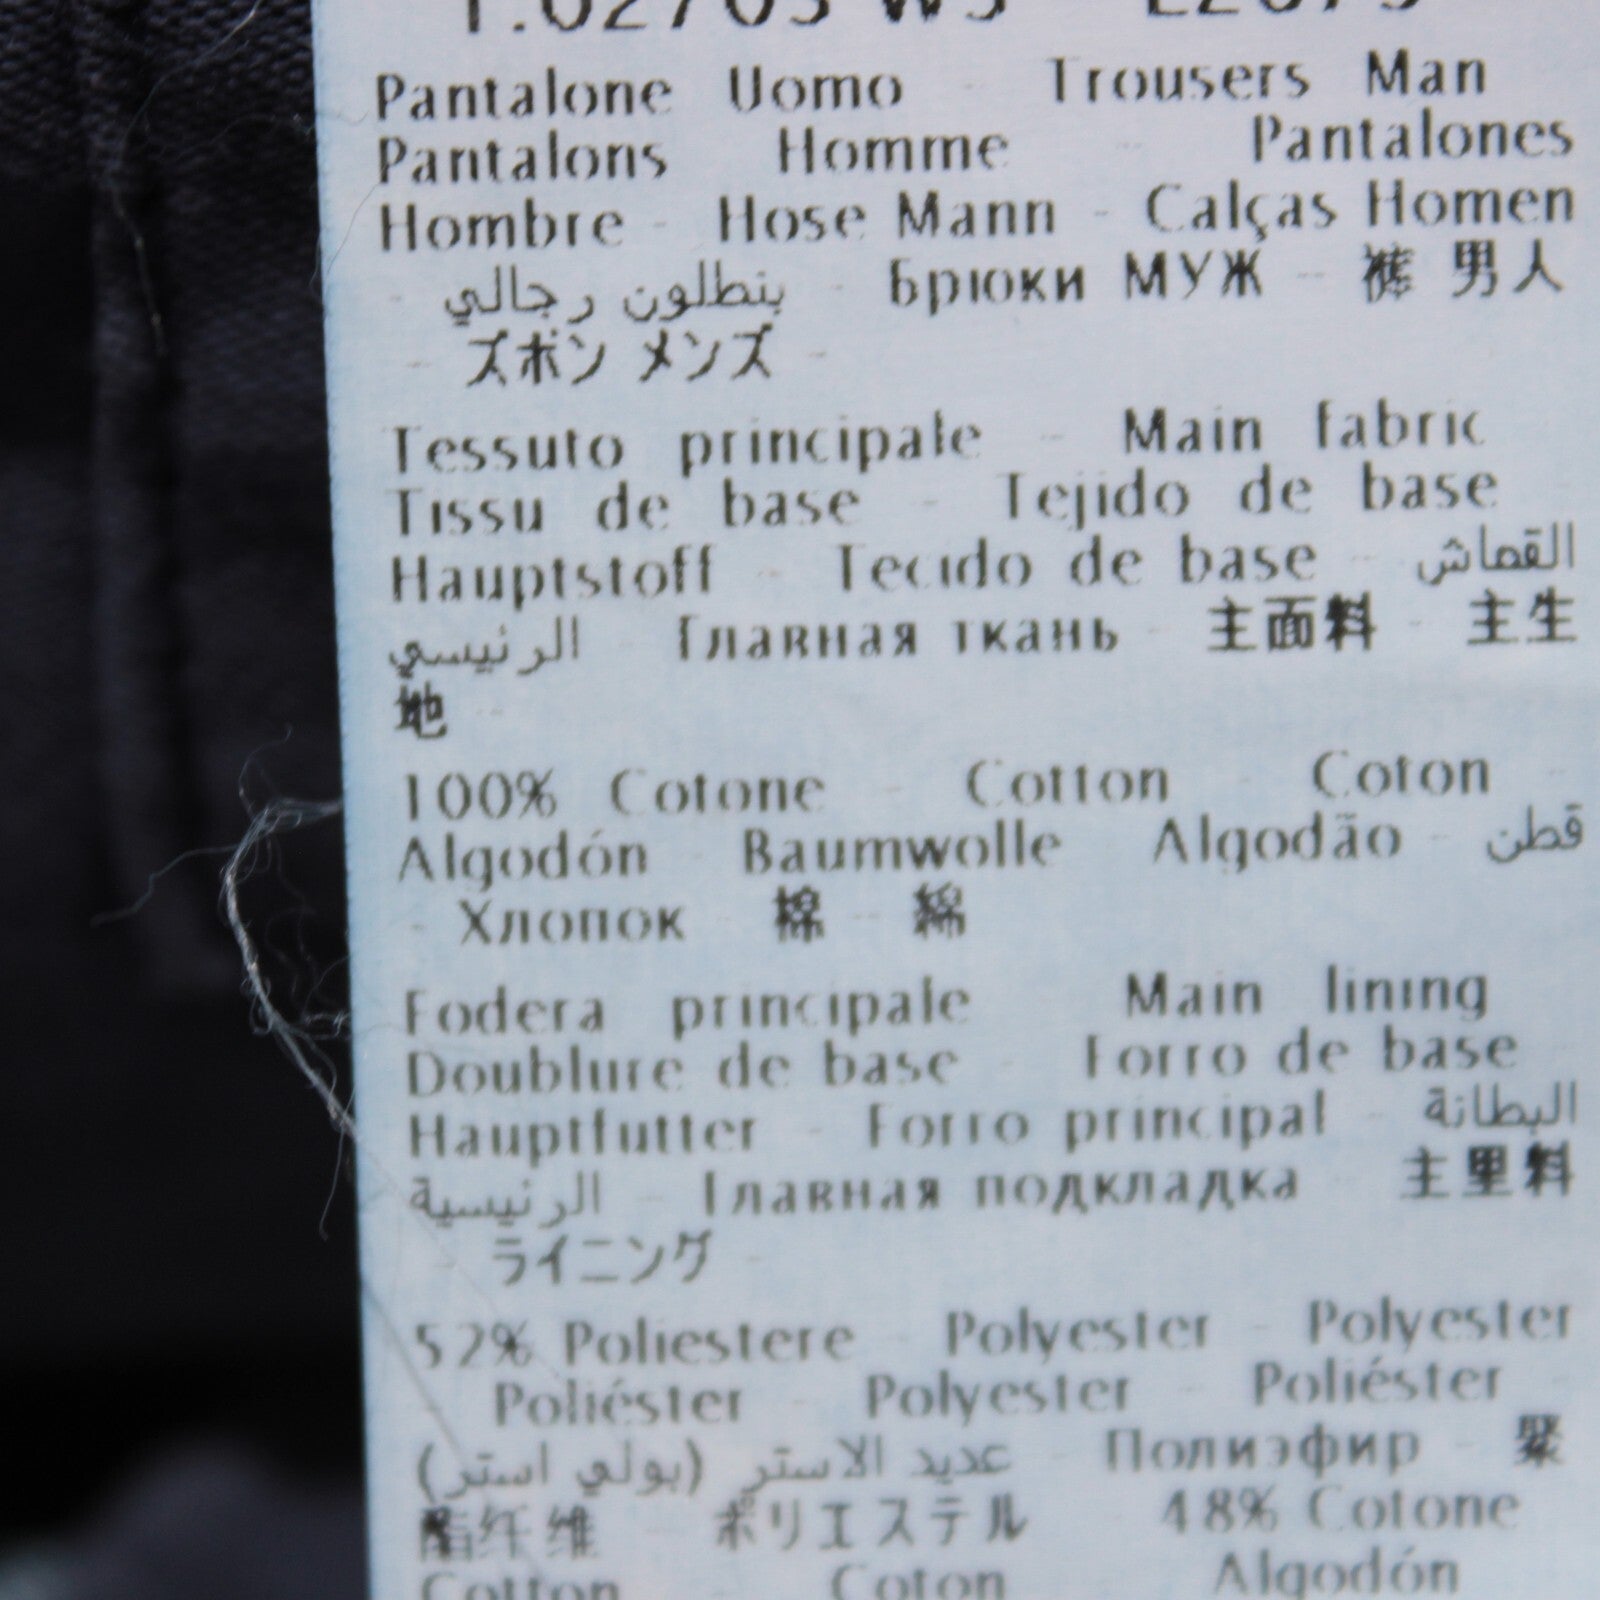 Pantalone Uomo - Trousers Man
Pantalons Homme - Pantalones
Hombre - Hose Mann - Calças Homen
- بنطلون رجالي - Брюки МУЖ - 裤 男人
- ズボン メンズ -
Tessuto principale - Main fabric
Tissu de base - Tejido de base
Hauptstoff - Tecido de base - القماش
الرئيسي - Главная ткань - 主面料 - 主生
地 -
100% Cotone - Cotton - Coton -
Algodón - Baumwolle - Algodão - قطن
- Хлопок - 棉 - 綿
Fodera principale - Main lining
Doublure de base - Forro de base
Hauptfutter - Forro principal - البطانة
الرئيسية - Главная подкладка - 主里料
- ライニング -
52% Poliestere - Polyester - Polyester
- Poliéster - Polyester - Poliéster
عديد الاستر (بولي استر) - Полиэфир - 聚
酯纤维 - ポリエステル 48% Cotone
Cotton Coton Algodón